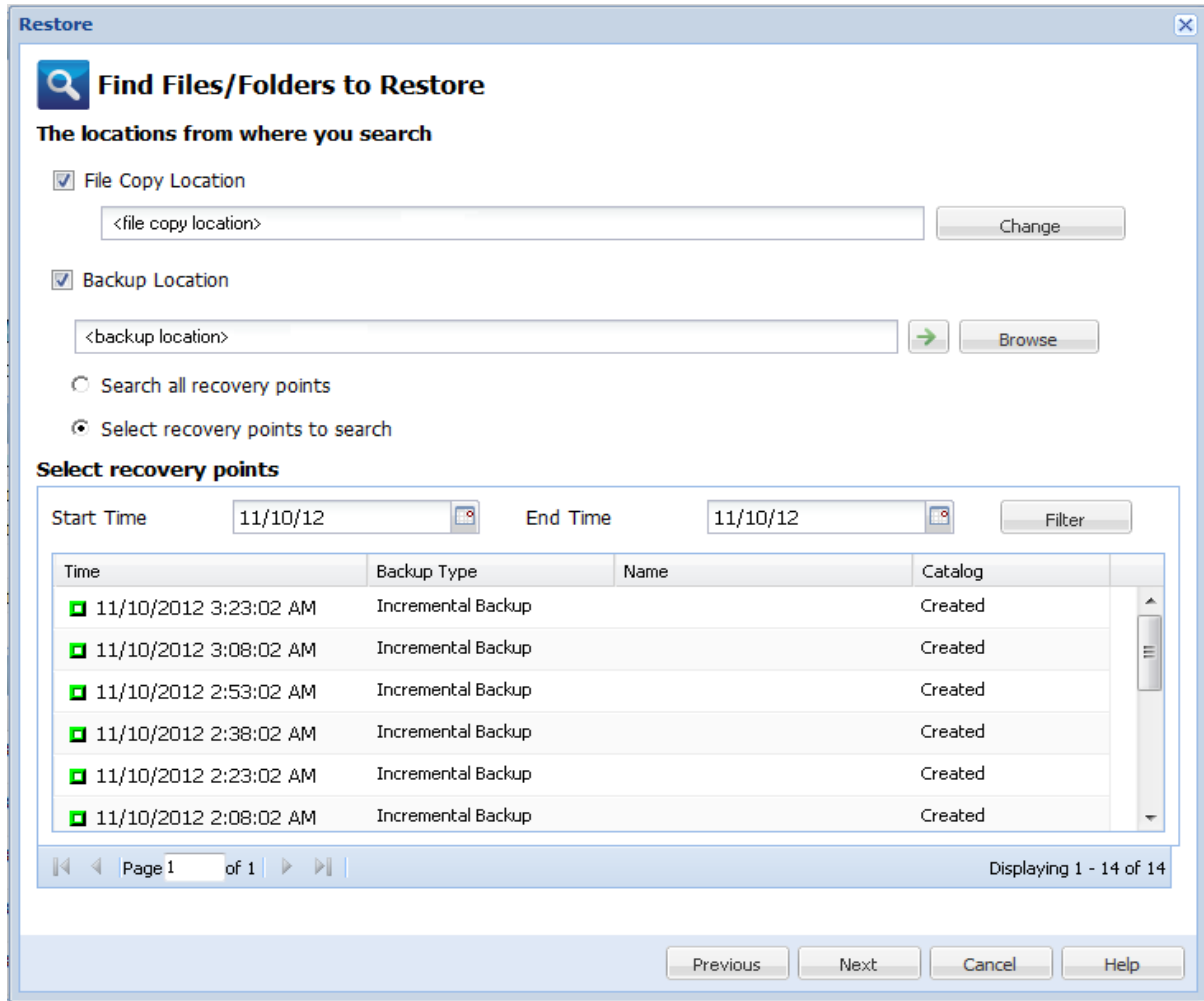 Restore
Find Files/Folders to Restore
The locations from where you search
File Copy Location
<file copy location>
Change
Backup Location
<backup location>
Browse
Search all recovery points
Select recovery points to search
Select recovery points
Start Time 11/10/12 End Time 11/10/12 Filter
Time Backup Type Name Catalog
11/10/2012 3:23:02 AM Incremental Backup Created
11/10/2012 3:08:02 AM Incremental Backup Created
11/10/2012 2:53:02 AM Incremental Backup Created
11/10/2012 2:38:02 AM Incremental Backup Created
11/10/2012 2:23:02 AM Incremental Backup Created
11/10/2012 2:08:02 AM Incremental Backup Created
Page 1 of 1 Displaying 1 - 14 of 14
Previous Next Cancel Help